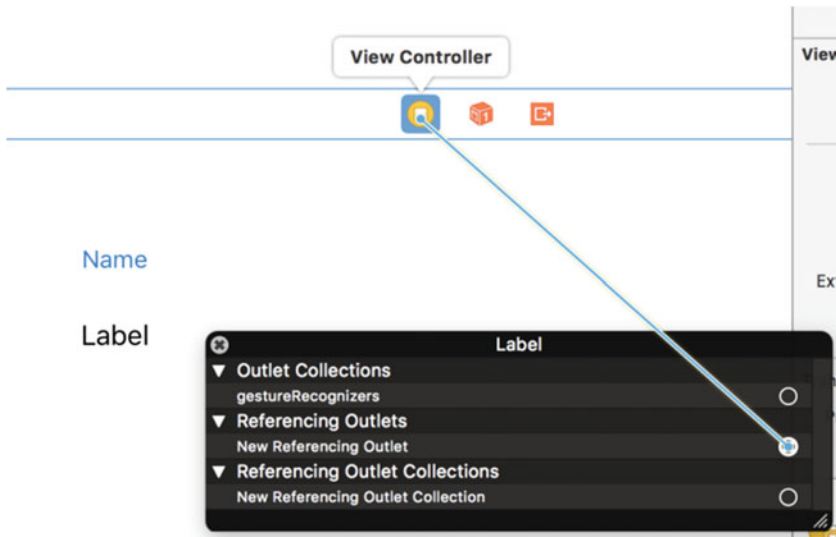 View Controller
View
Name
Ext
Label
Label
▼ Outlet Collections
gestureRecognizers
▼ Referencing Outlets
New Referencing Outlet
▼ Referencing Outlet Collections
New Referencing Outlet Collection